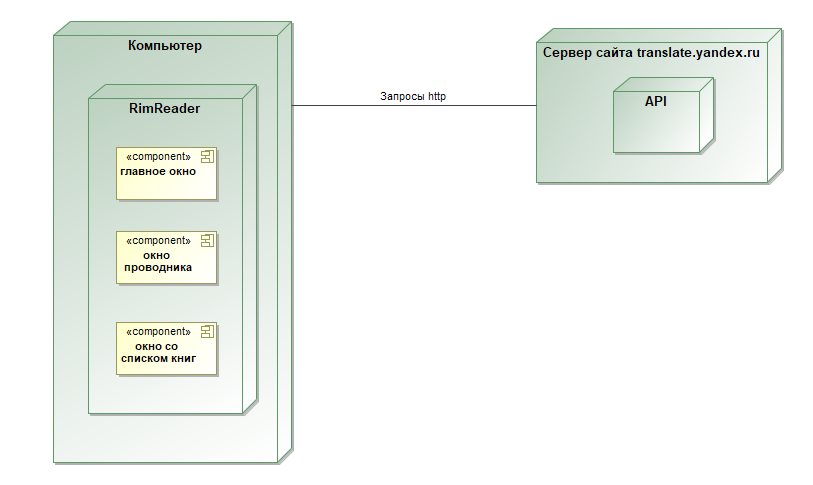 Компьютер
RimReader
«component»
главное окно
«component»
окно
проводника
«component»
окно со
списком книг
Запросы http
Сервер сайта translate.yandex.ru
API